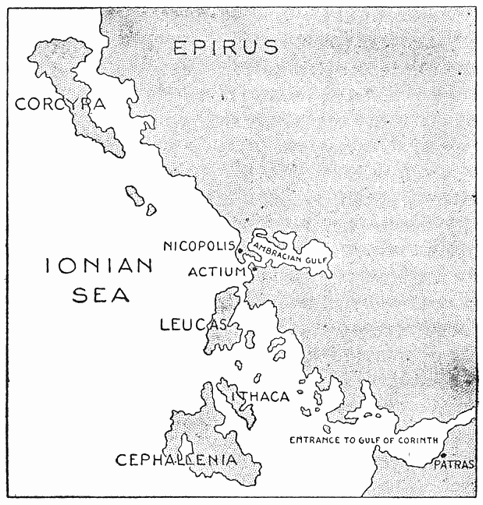 EPIRUS
CORCYRA
NICOPOLIS
AMBRACIAN GULF
ACTIUM
IONIAN
SEA
LEUCAS
ITHACA
ENTRANCE TO GULF OF CORINTH
CEPHALLENIA
PATRAS